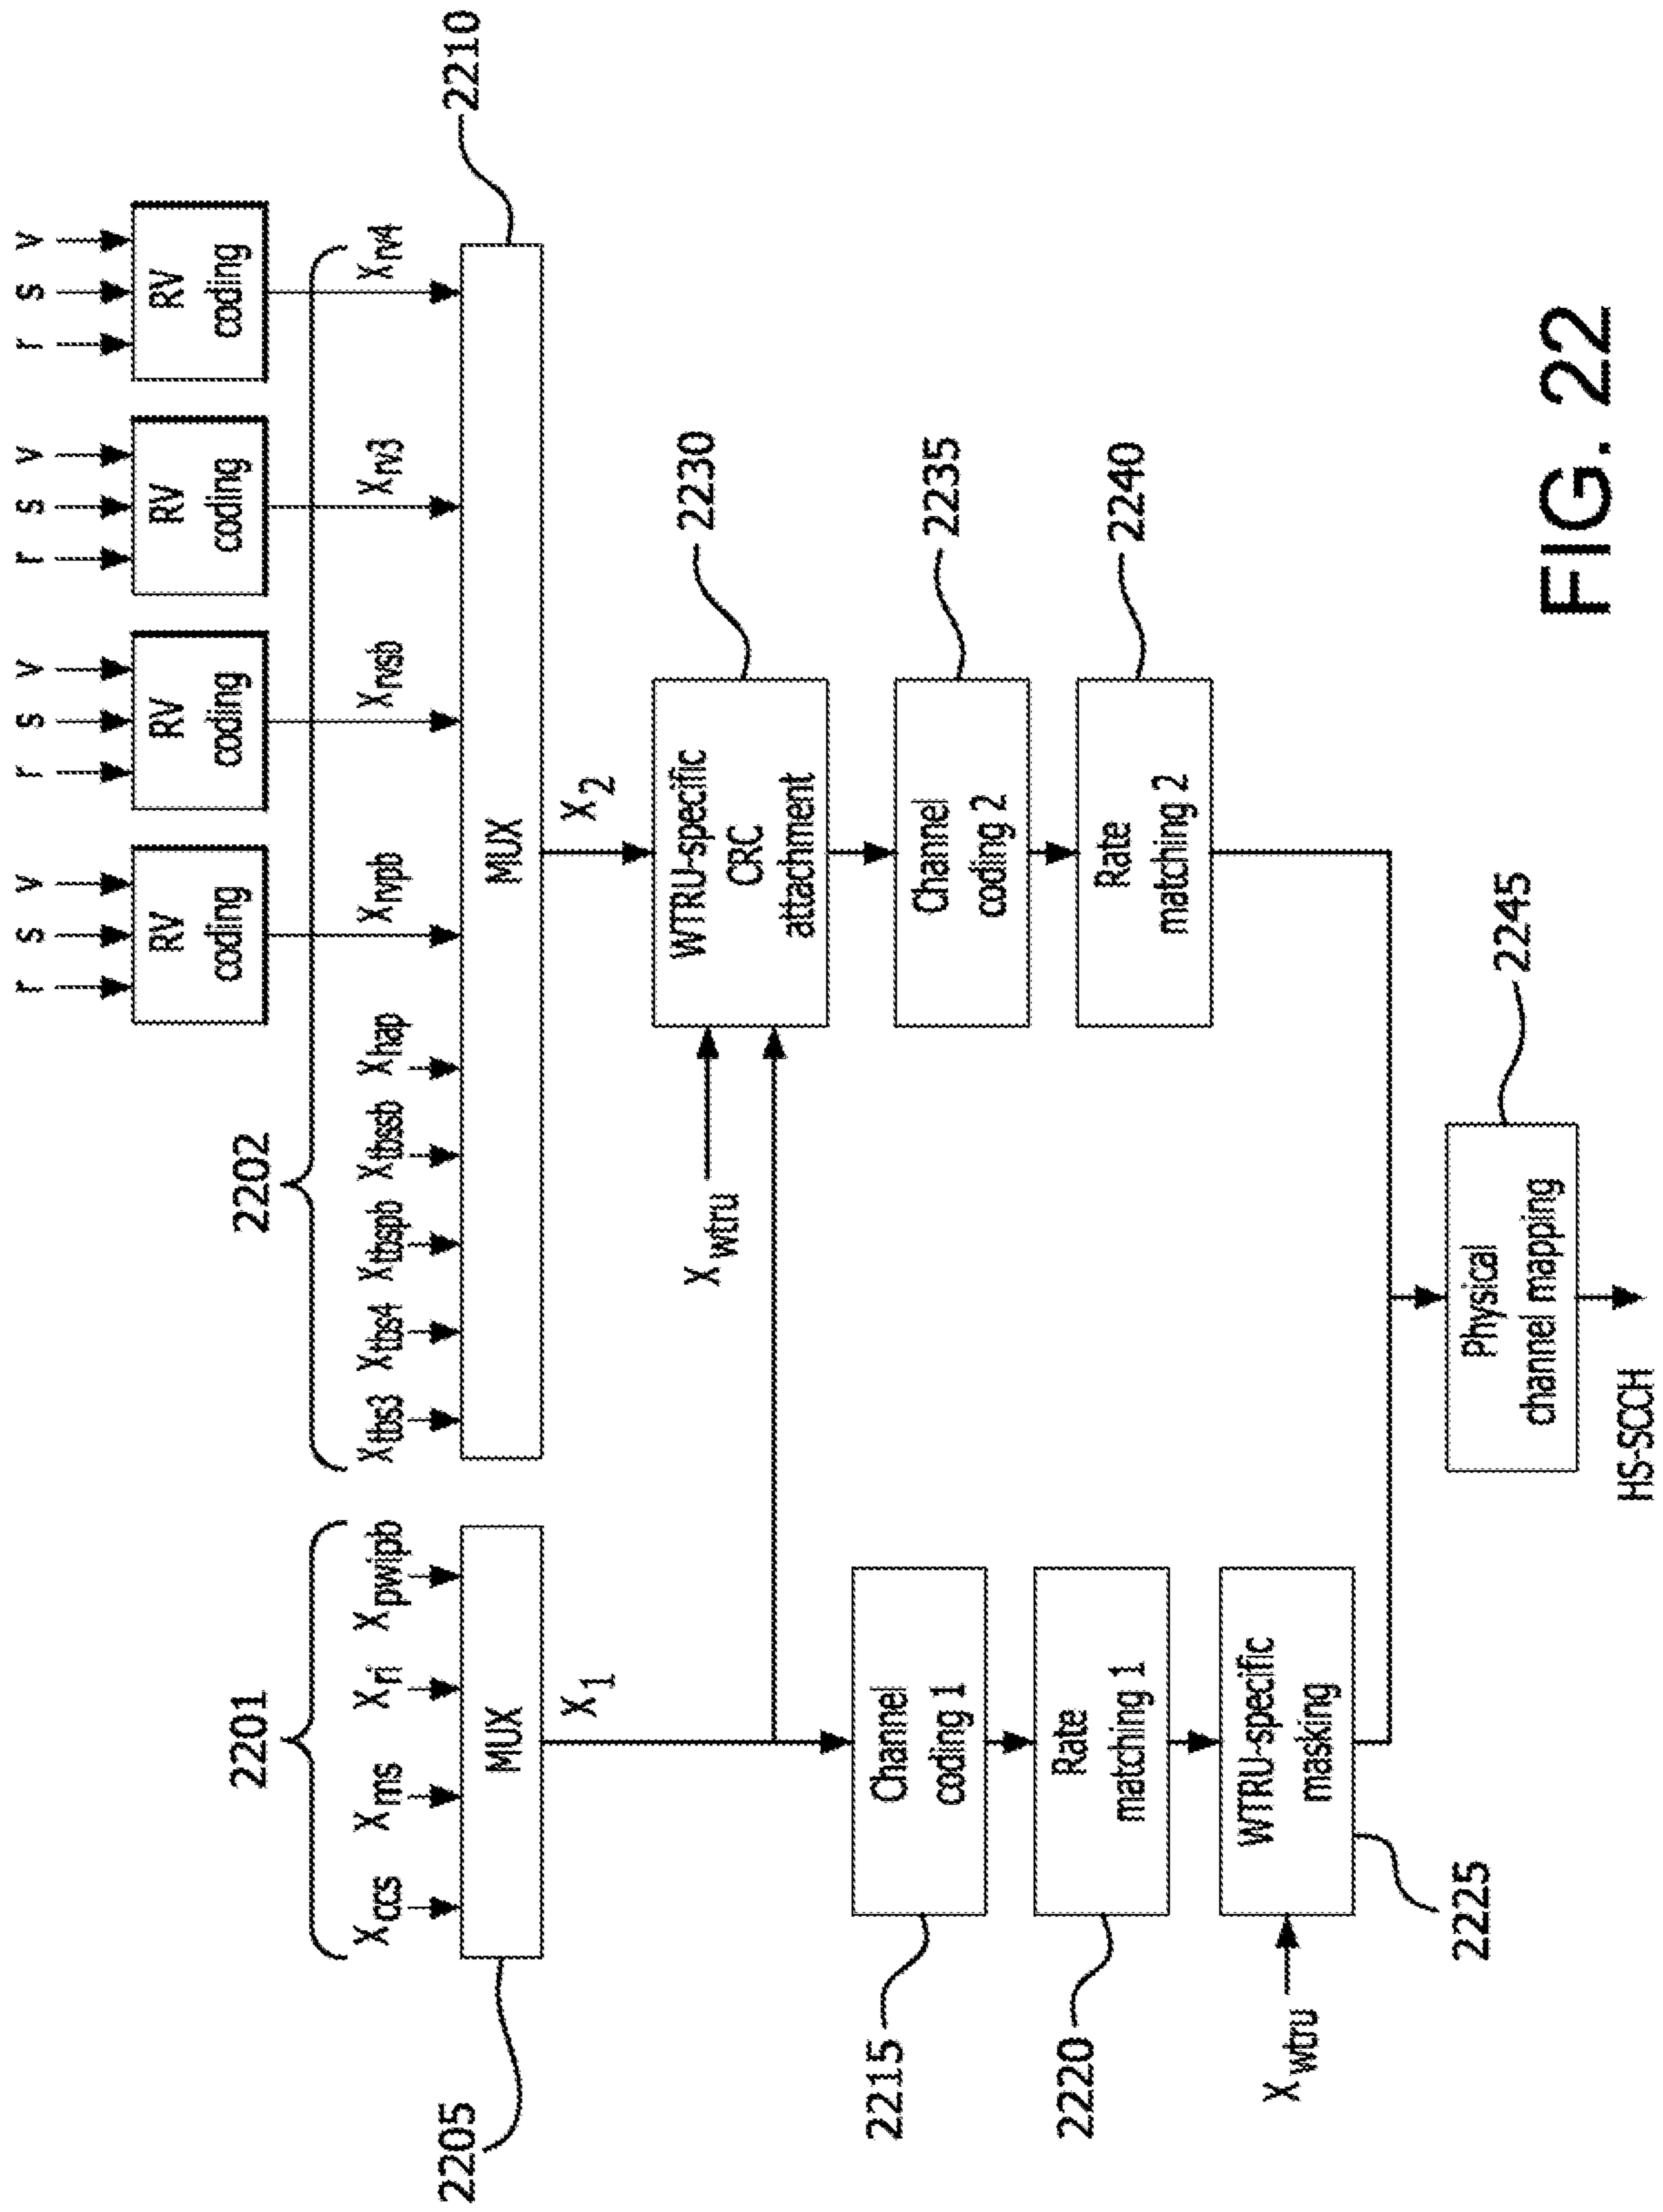 r s v r s v r s v r s v
RV
coding
RV
coding
RV
coding
RV
coding
2201
2202
Xccs Xms Xri Xpwipb Xtbs3 Xtbs4 Xtbspb Xtbssb Xhap Xrvpb Xrvsb Xrv3 Xrv4
MUX
MUX
2205
2210
X1
X2
Xwtru
WTRU-specific
CRC
attachment
2230
Channel
coding 1
2215
Channel
coding 2
2235
Rate
matching 1
2220
Rate
matching 2
2240
Xwtru
WTRU-specific
masking
2225
Physical
channel mapping
2245
HS-SCCH
FIG. 22